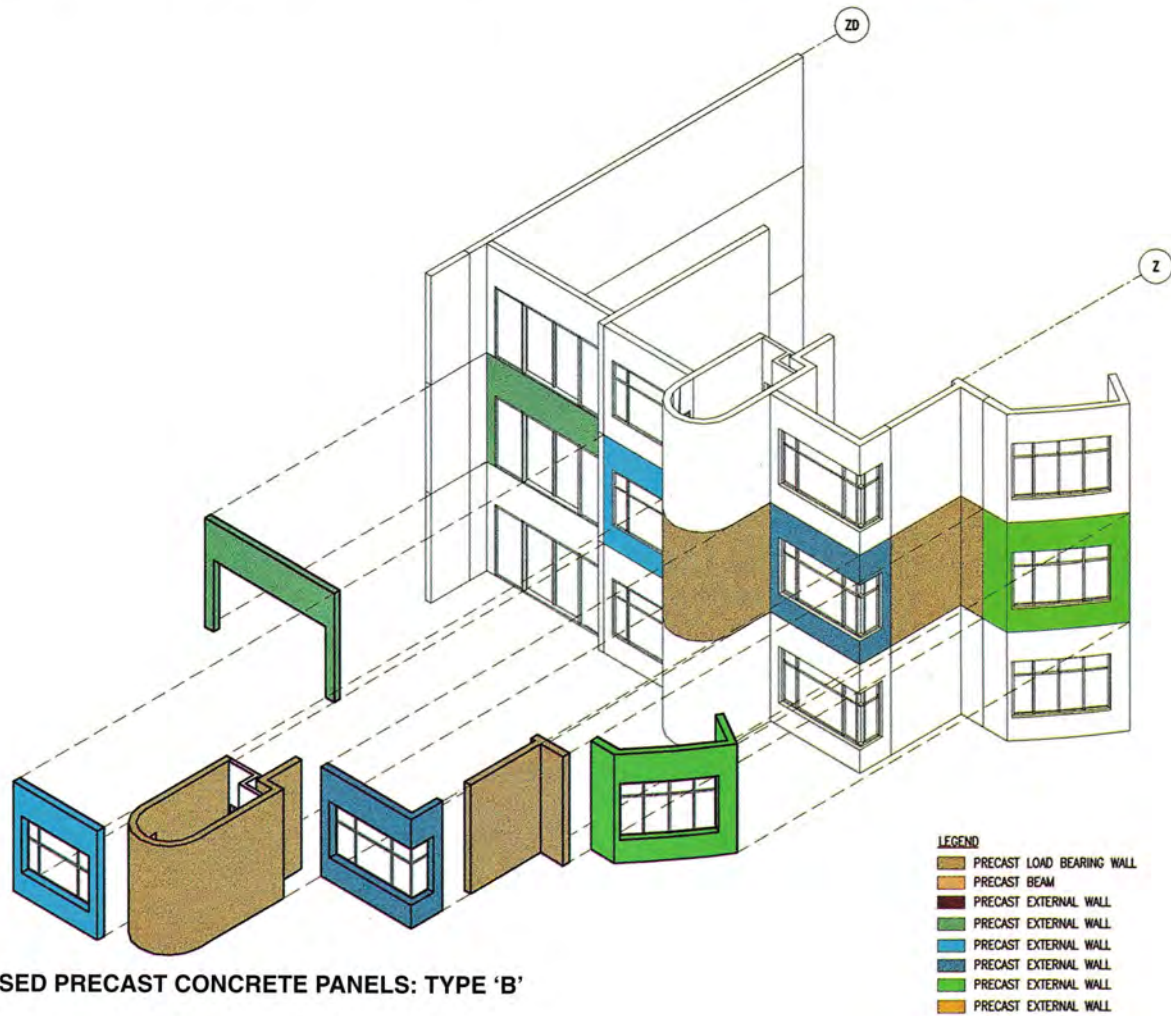 ZD
Z
LEGEND
PRECAST LOAD BEARING WALL
PRECAST BEAM
PRECAST EXTERNAL WALL
PRECAST EXTERNAL WALL
PRECAST EXTERNAL WALL
PRECAST EXTERNAL WALL
PRECAST EXTERNAL WALL
PRECAST EXTERNAL WALL
SED PRECAST CONCRETE PANELS: TYPE ‘B’